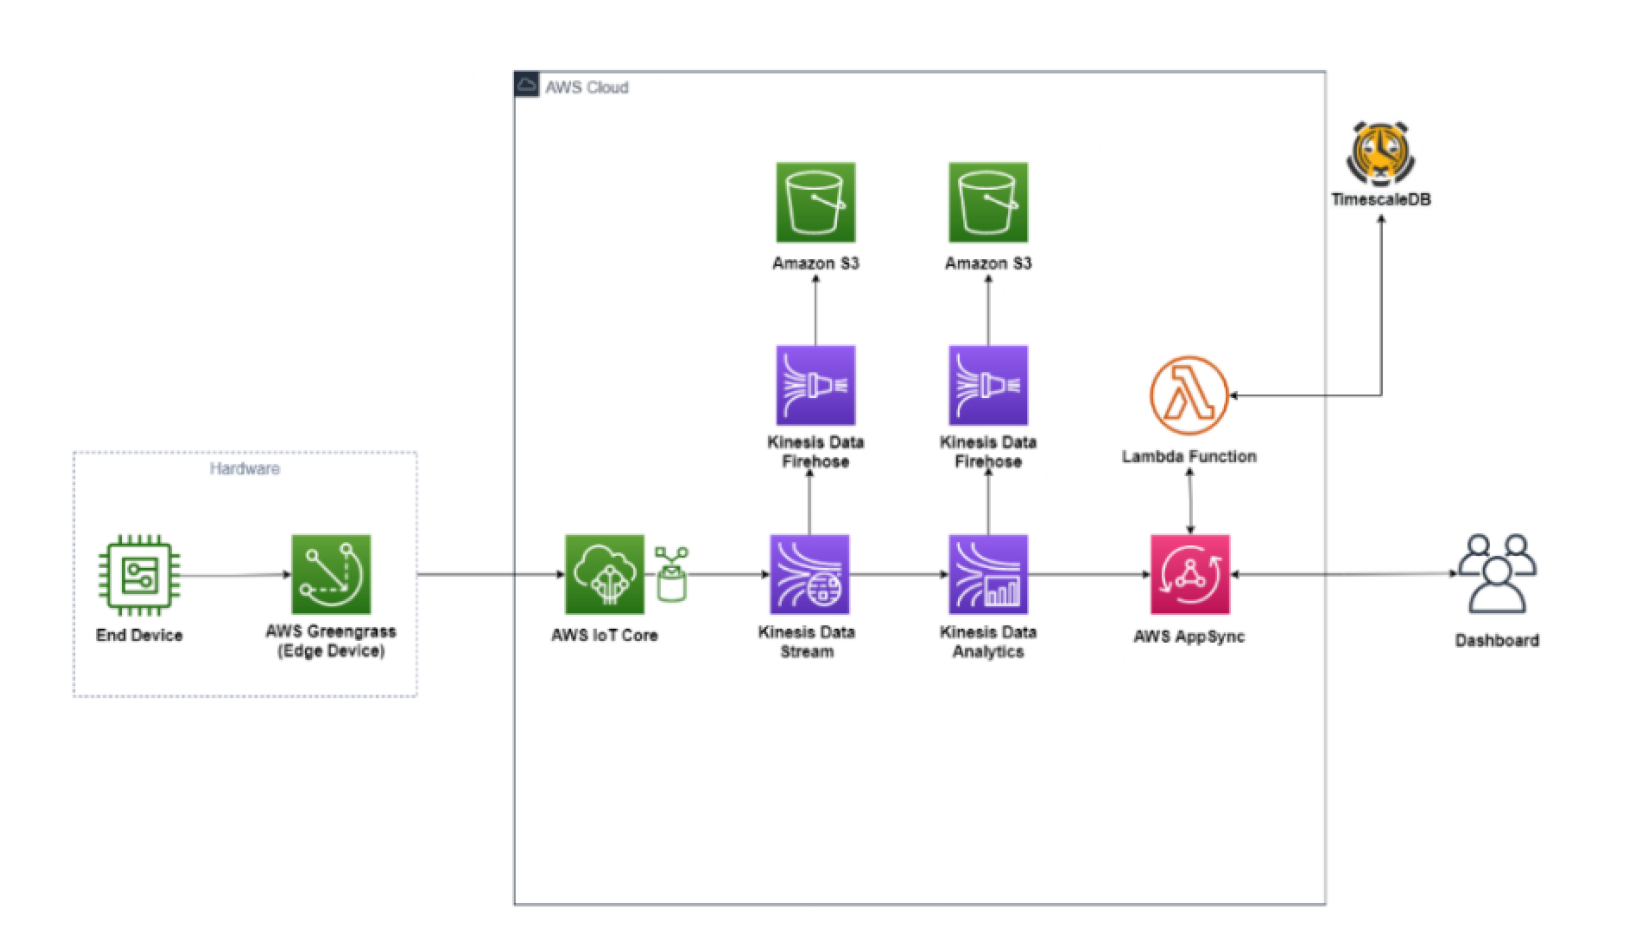 AWS Cloud
TimescaleDB
Amazon S3
Amazon S3
Kinesis Data
Firehose
Kinesis Data
Firehose
Lambda Function
Hardware
End Device
AWS Greengrass
(Edge Device)
AWS IoT Core
Kinesis Data
Stream
Kinesis Data
Analytics
AWS AppSync
Dashboard